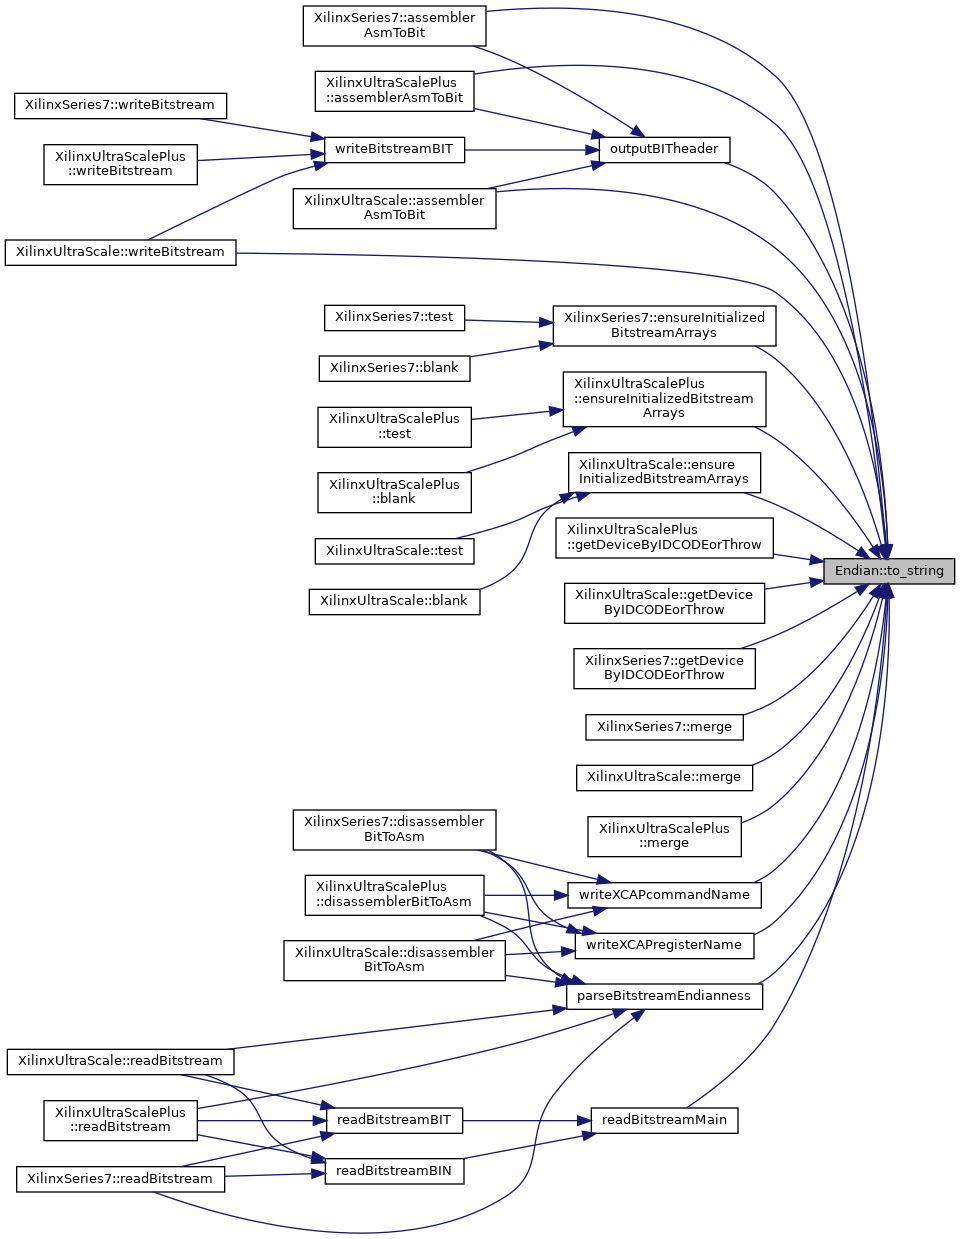 XilinxSeries7::assembler
AsmToBit
XilinxUltraScalePlus
::assemblerAsmToBit
XilinxSeries7::writeBitstream
writeBitstreamBIT
outputBITheader
XilinxUltraScalePlus
::writeBitstream
XilinxUltraScale::assembler
AsmToBit
XilinxUltraScale::writeBitstream
XilinxSeries7::test
XilinxSeries7::ensureInitialized
BitstreamArrays
XilinxSeries7::blank
XilinxUltraScalePlus
::ensureInitializedBitstream
Arrays
XilinxUltraScalePlus
::test
XilinxUltraScale::ensure
InitializedBitstreamArrays
XilinxUltraScalePlus
::blank
XilinxUltraScale::test
XilinxUltraScalePlus
::getDeviceByIDCODEorThrow
Endian::to_string
XilinxUltraScale::blank
XilinxUltraScale::getDevice
ByIDCODEorThrow
XilinxSeries7::getDevice
ByIDCODEorThrow
XilinxSeries7::merge
XilinxUltraScale::merge
XilinxUltraScalePlus
::merge
XilinxSeries7::disassembler
BitToAsm
XilinxUltraScalePlus
::disassemblerBitToAsm
writeXCAPcommandName
XilinxUltraScale::disassembler
BitToAsm
writeXCAPregisterName
parseBitstreamEndianness
XilinxUltraScale::readBitstream
XilinxUltraScalePlus
::readBitstream
readBitstreamBIT
readBitstreamMain
XilinxSeries7::readBitstream
readBitstreamBIN